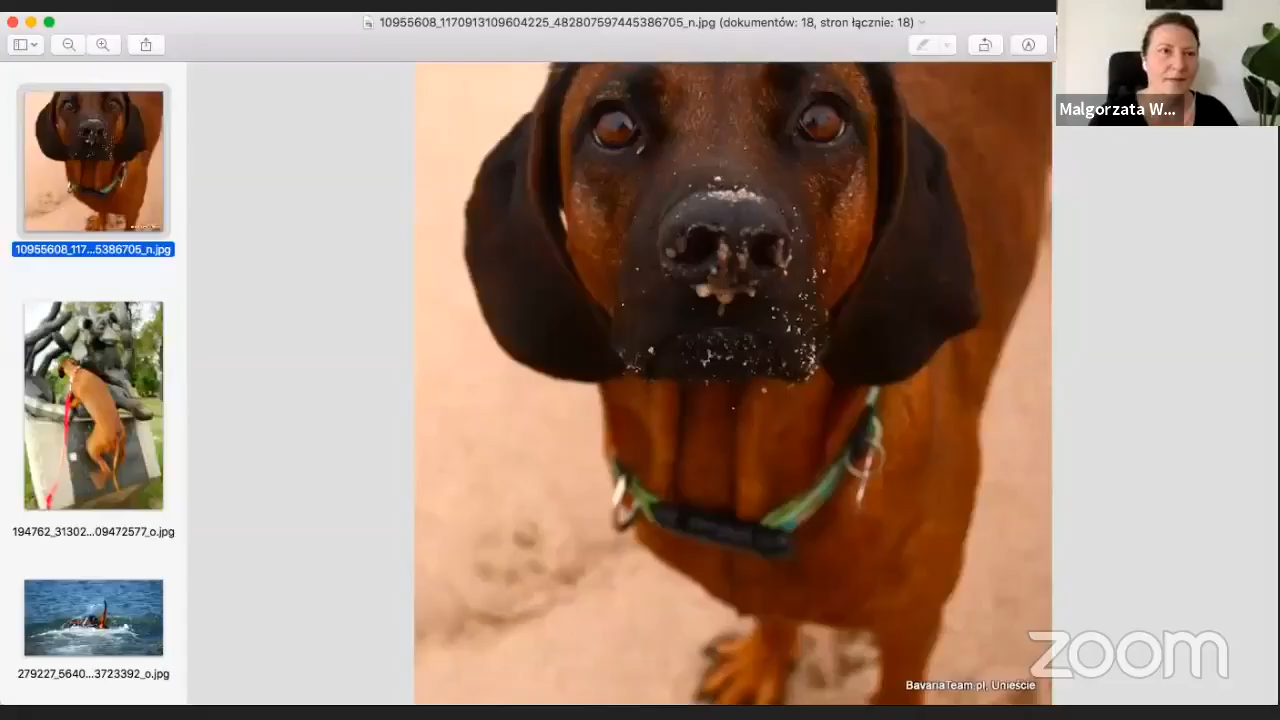 10955608_1170913109604225_482807597445386705_n.jpg (dokumentów: 18, stron łącznie: 18)
Malgorzata W...
10955608_117...5386705_n.jpg
194762_31302...09472577_o.jpg
279227_5640...3723392_o.jpg
BavariaTeam.pl, Unieście
zoom